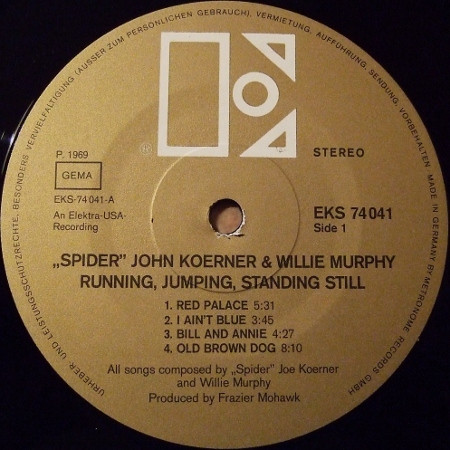 URHEBER- UND LEISTUNGSSCHUTZRECHTE, BESONDERS VERVIELFÄLTIGUNG (AUSSER ZUM PERSÖNLICHEN GEBRAUCH), VERMIETUNG, AUFFÜHRUNG, SENDUNG, VORBEHALTEN. MADE IN GERMANY BY METRONOME RECORDS GMBH
P. 1969
STEREO
GEMA
EKS-74 041-A
An Elektra-USA-
Recording
EKS 74 041
Side 1
„SPIDER” JOHN KOERNER & WILLIE MURPHY
RUNNING, JUMPING, STANDING STILL
1. RED PALACE 5:31
2. I AIN'T BLUE 3:45
3. BILL AND ANNIE 4:27
4. OLD BROWN DOG 8:10
All songs composed by „Spider” Joe Koerner
and Willie Murphy
Produced by Frazier Mohawk